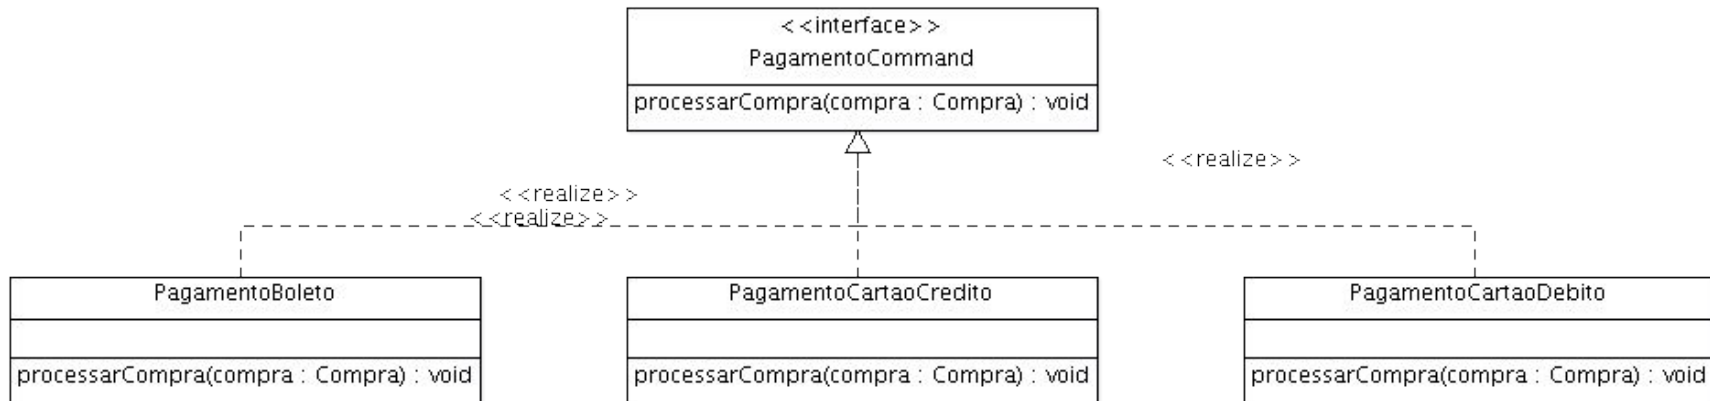 <<interface>>
PagamentoCommand
processarCompra(compra : Compra) : void
<<realize>>
<<realize>>
<<realize>>
PagamentoBoleto
processarCompra(compra : Compra) : void
PagamentoCartaoCredito
processarCompra(compra : Compra) : void
PagamentoCartaoDebito
processarCompra(compra : Compra) : void